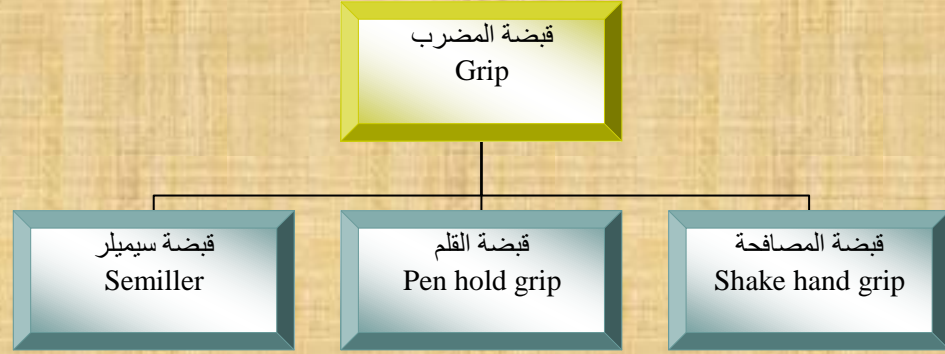 قبضة المضرب
Grip
قبضة المصافحة
Shake hand grip
قبضة القلم
Pen hold grip
قبضة سيميلر
Semiller